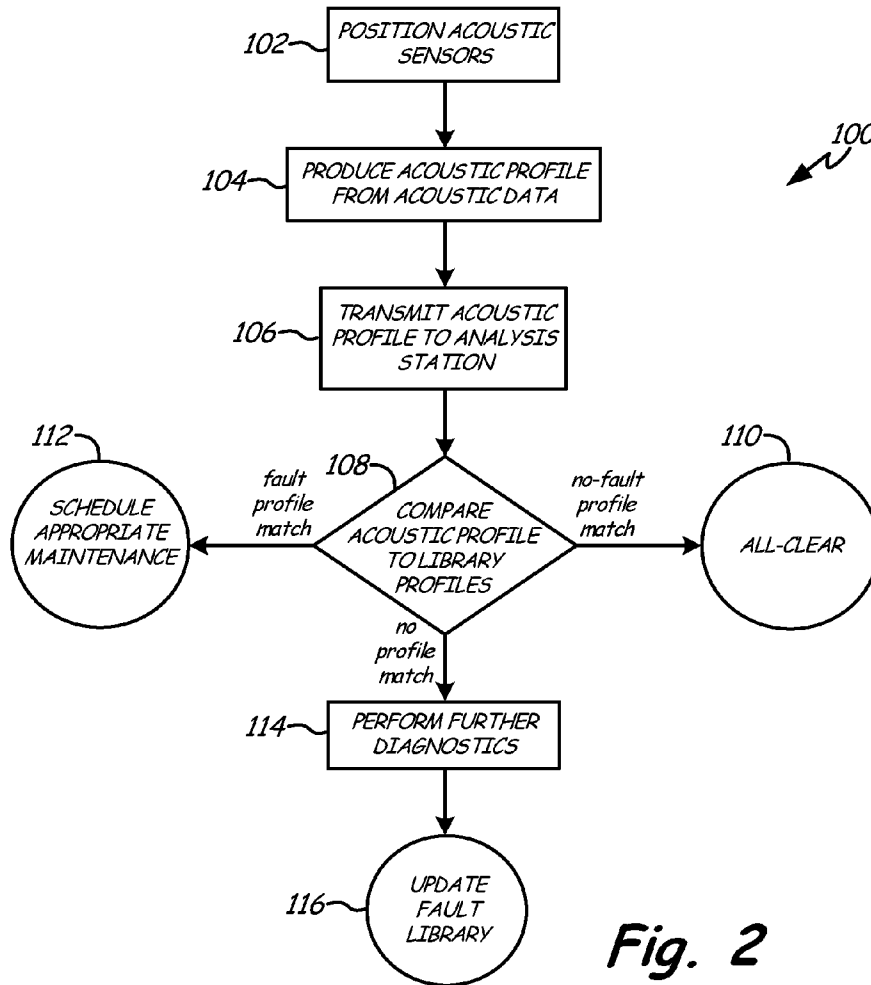 102
POSITION ACOUSTIC
SENSORS
100
104
PRODUCE ACOUSTIC PROFILE
FROM ACOUSTIC DATA
106
TRANSMIT ACOUSTIC
PROFILE TO ANALYSIS
STATION
112
SCHEDULE
APPROPRIATE
MAINTENANCE
fault
profile
match
108
COMPARE
ACOUSTIC PROFILE
TO LIBRARY
PROFILES
no-fault
profile
match
110
ALL-CLEAR
no
profile
match
114
PERFORM FURTHER
DIAGNOSTICS
116
UPDATE
FAULT
LIBRARY
Fig. 2